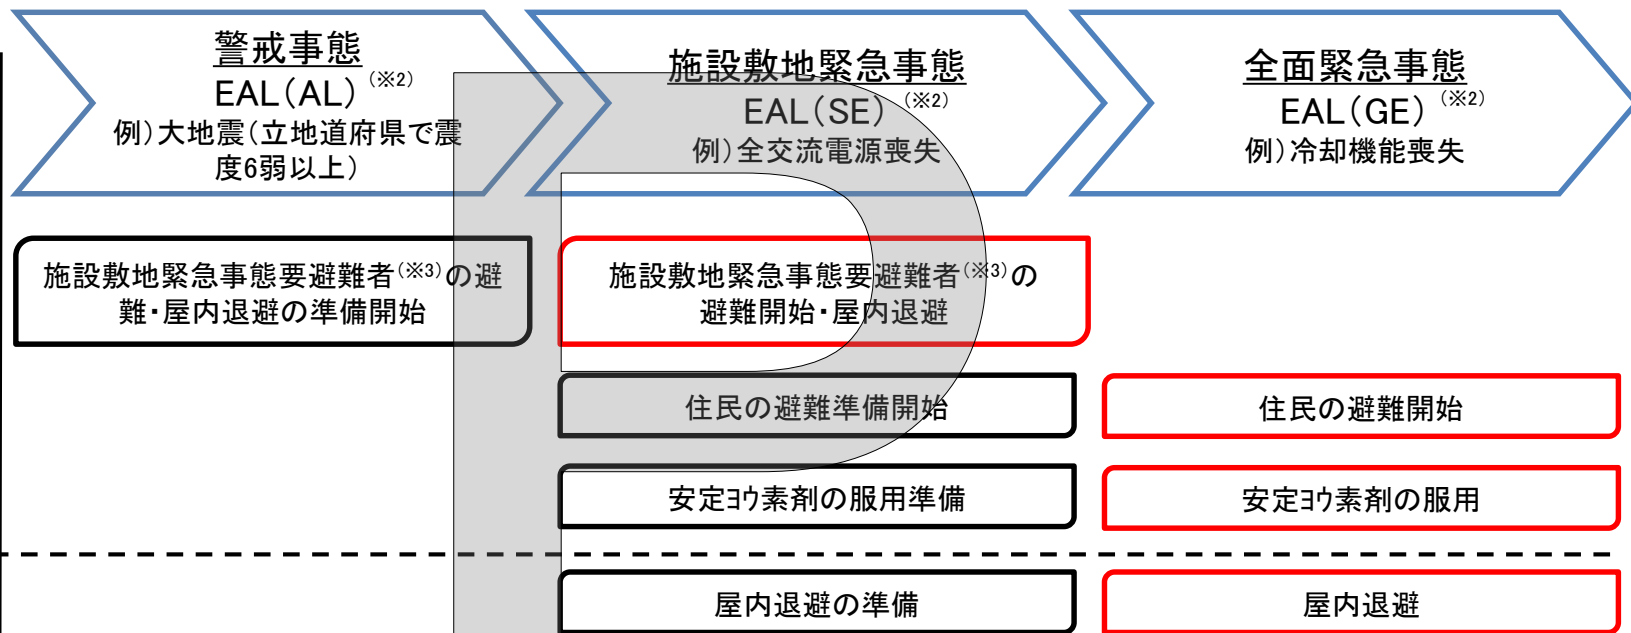 警戒事態
EAL(AL)(※2)
例)大地震(立地道府県で震
度6弱以上)
施設敷地緊急事態
EAL(SE)(※2)
例)全交流電源喪失
全面緊急事態
EAL(GE)(※2)
例)冷却機能喪失
施設敷地緊急事態要避難者(※3)の避
難・屋内退避の準備開始
施設敷地緊急事態要避難者(※3)の
避難開始・屋内退避
住民の避難準備開始
住民の避難開始
安定ヨウ素剤の服用準備
安定ヨウ素剤の服用
屋内退避の準備
屋内退避